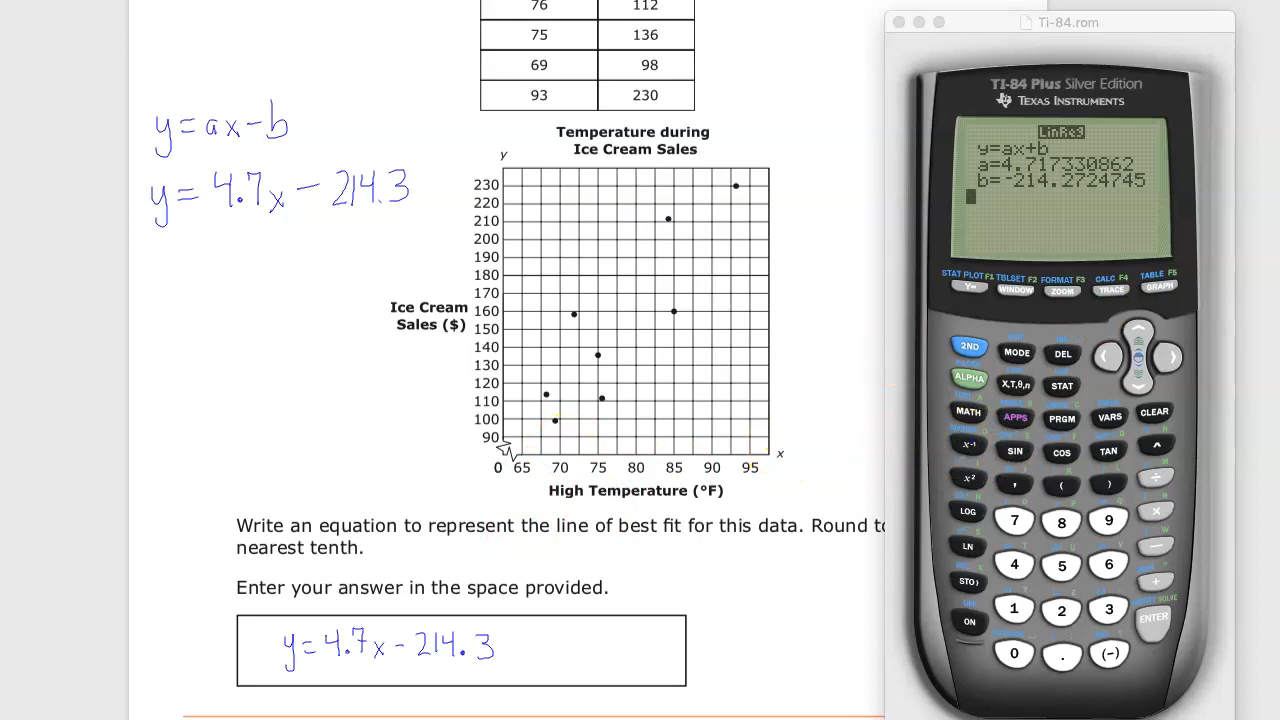 76 112
75 136
69 98
93 230
y=ax-b
y=4.7x-214.3
Temperature during
Ice Cream Sales
y
230
220
210
200
190
180
170
160
150
140
130
120
110
100
90
Ice Cream
Sales ($)
0 65 70 75 80 85 90 95 x
High Temperature (°F)
Write an equation to represent the line of best fit for this data. Round to
nearest tenth.
Enter your answer in the space provided.
y=4.7x-214.3
Ti-84.rom
TI-84 Plus Silver Edition
TEXAS INSTRUMENTS
LinReg
y=ax+b
a=4.717330862
b=-214.2724745
STAT PLOT F1 TBLSET F2 FORMAT F3 CALC F4 TABLE F5
Y= WINDOW ZOOM TRACE GRAPH
2ND MODE DEL
ALPHA X,T,θ,n STAT
MATH APPS PRGM VARS CLEAR
x⁻¹ SIN COS TAN ^
x² , ( ) ÷
LOG 7 8 9 ×
LN 4 5 6 −
STO› 1 2 3 +
ON 0 . (-) ENTER